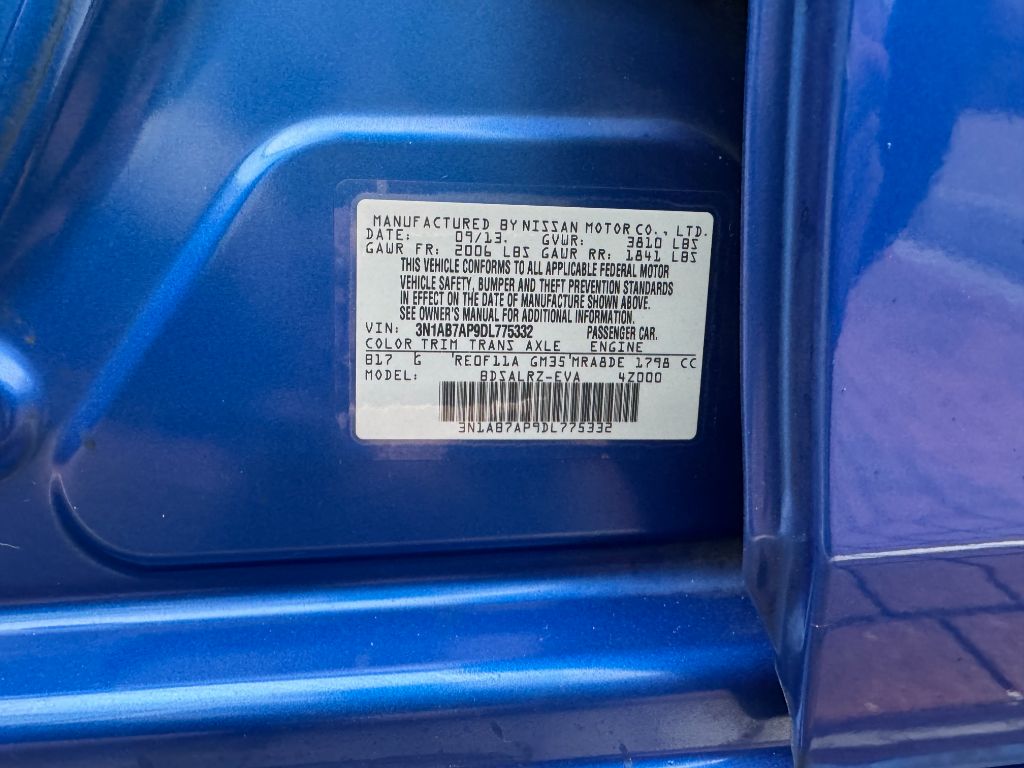 MANUFACTURED BY NISSAN MOTOR CO., LTD.
DATE: 09/13. GVWR: 3810 LBS
GAWR FR: 2006 LBS GAWR RR: 1841 LBS
THIS VEHICLE CONFORMS TO ALL APPLICABLE FEDERAL MOTOR
VEHICLE SAFETY, BUMPER AND THEFT PREVENTION STANDARDS
IN EFFECT ON THE DATE OF MANUFACTURE SHOWN ABOVE.
SEE OWNER'S MANUAL FOR ADDITIONAL INFORMATION.
VIN: 3N1AB7AP9DL775332 PASSENGER CAR.
COLOR TRIM TRANS AXLE ENGINE
B17 G RE0F11A GM35 MRA8DE 1798 CC
MODEL: BDSALRZ-EVA 4Z000
3N1AB7AP9DL775332